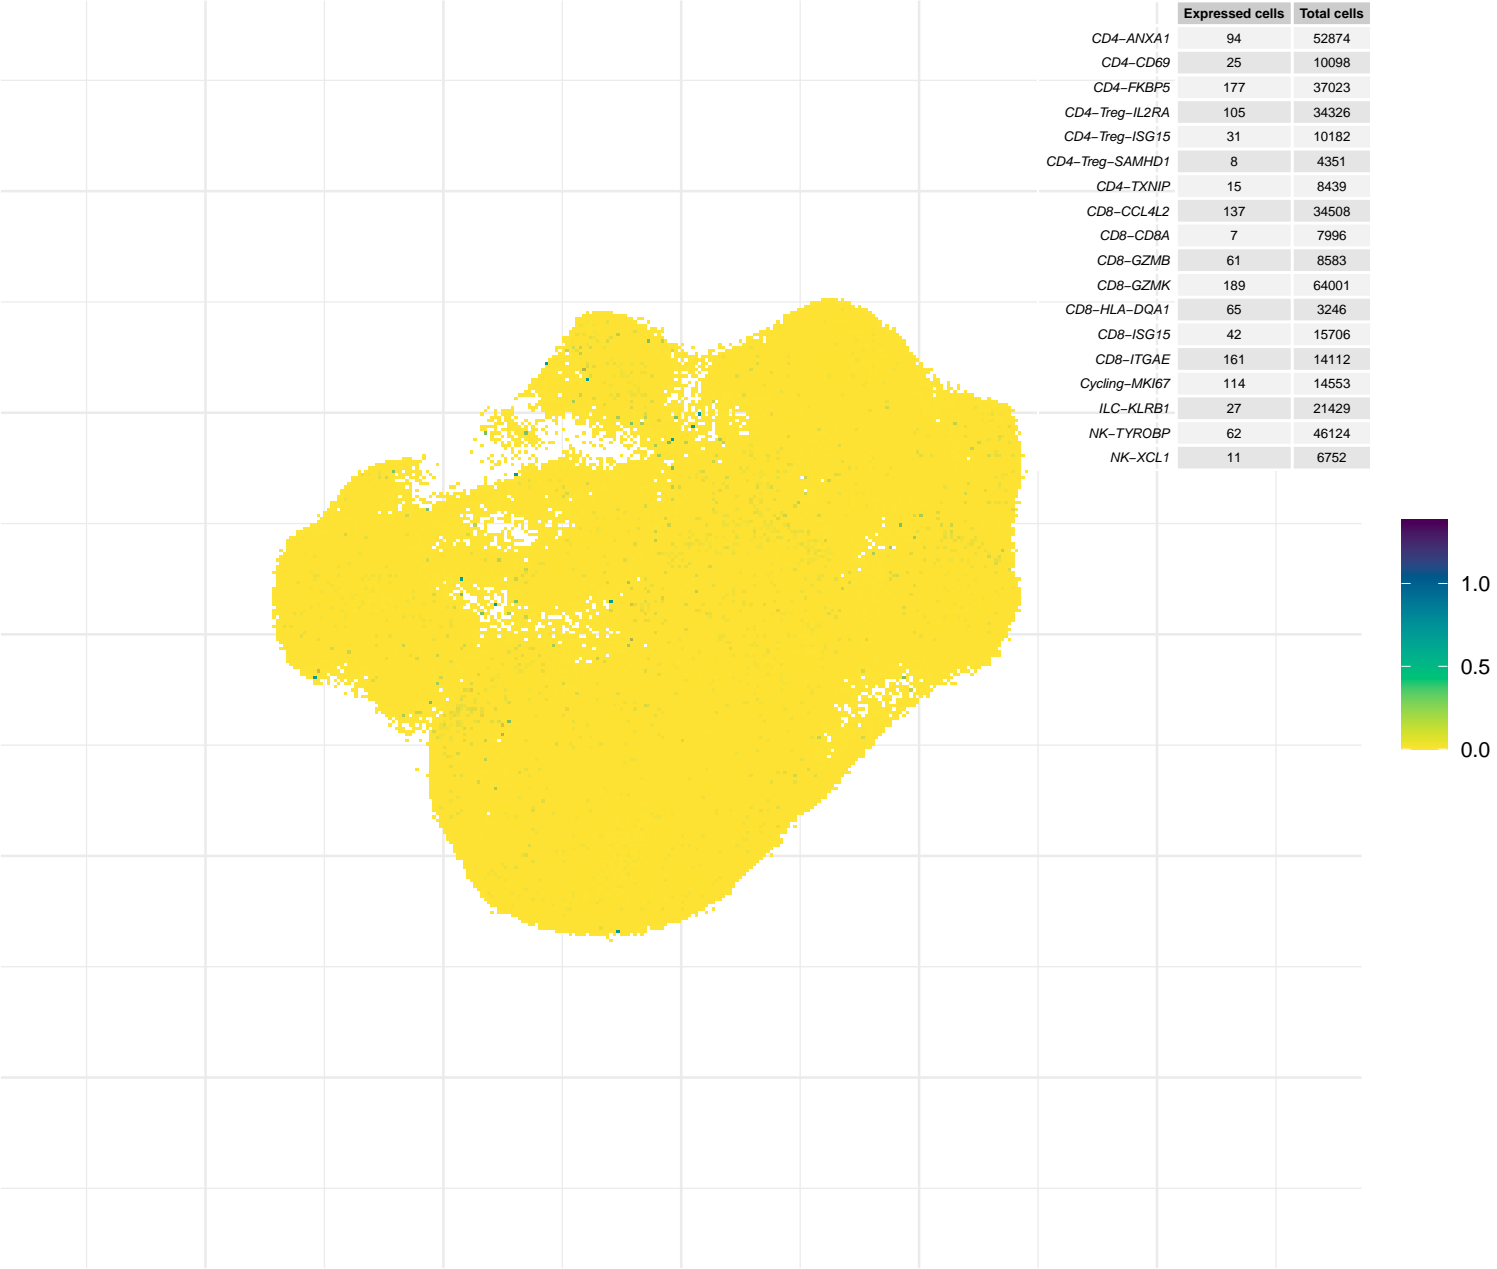 Expressed cells Total cells
CD4−ANXA1 94 52874
CD4−CD69 25 10098
CD4−FKBP5 177 37023
CD4−Treg−IL2RA 105 34326
CD4−Treg−ISG15 31 10182
CD4−Treg−SAMHD1 8 4351
CD4−TXNIP 15 8439
CD8−CCL4L2 137 34508
CD8−CD8A 7 7996
CD8−GZMB 61 8583
CD8−GZMK 189 64001
CD8−HLA−DQA1 65 3246
CD8−ISG15 42 15706
CD8−ITGAE 161 14112
Cycling−MKI67 114 14553
ILC−KLRB1 27 21429
NK−TYROBP 62 46124
NK−XCL1 11 6752
1.0
0.5
0.0